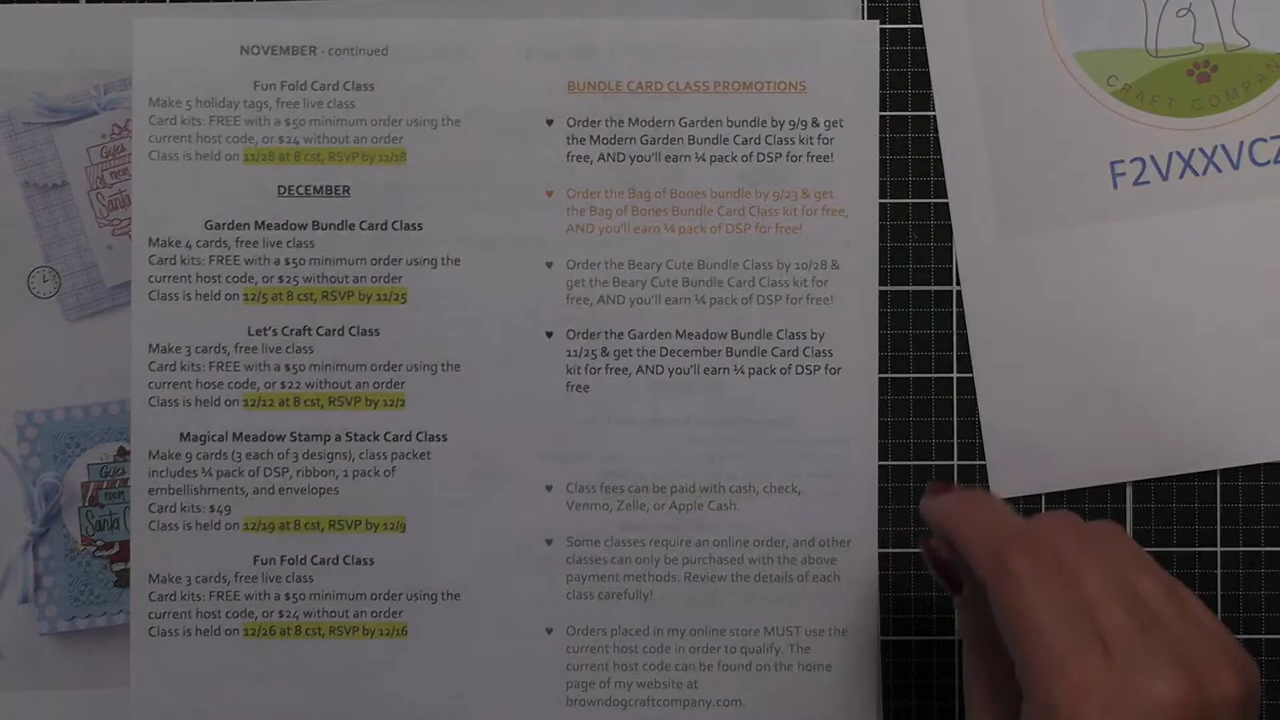 NOVEMBER - continued
Fun Fold Card Class
Make 5 holiday tags, free live class
Card kits: FREE with a $50 minimum order using the
current host code, or $24 without an order
Class is held on 11/28 at 8 cst, RSVP by 11/18
DECEMBER
Garden Meadow Bundle Card Class
Make 4 cards, free live class
Card kits: FREE with a $50 minimum order using the
current host code, or $25 without an order
Class is held on 12/5 at 8 cst, RSVP by 11/25
Let's Craft Card Class
Make 3 cards, free live class
Card kits: FREE with a $50 minimum order using the
current hose code, or $22 without an order
Class is held on 12/12 at 8 cst, RSVP by 12/2
Magical Meadow Stamp a Stack Card Class
Make 9 cards (3 each of 3 designs), class packet
includes ¼ pack of DSP, ribbon, 1 pack of
embellishments, and envelopes
Card kits: $49
Class is held on 12/19 at 8 cst, RSVP by 12/9
Fun Fold Card Class
Make 3 cards, free live class
Card kits: FREE with a $50 minimum order using the
current host code, or $24 without an order
Class is held on 12/26 at 8 cst, RSVP by 12/16
BUNDLE CARD CLASS PROMOTIONS
♥ Order the Modern Garden bundle by 9/9 & get
the Modern Garden Bundle Card Class kit for
free, AND you'll earn ¼ pack of DSP for free!
♥ Order the Bag of Bones bundle by 9/23 & get
the Bag of Bones Bundle Card Class kit for free,
AND you'll earn ¼ pack of DSP for free!
♥ Order the Beary Cute Bundle Class by 10/28 &
get the Beary Cute Bundle Card Class kit for
free, AND you'll earn ¼ pack of DSP for free!
♥ Order the Garden Meadow Bundle Class by
11/25 & get the December Bundle Card Class
kit for free, AND you'll earn ¼ pack of DSP for
free
♥ Class fees can be paid with cash, check,
Venmo, Zelle, or Apple Cash.
♥ Some classes require an online order, and other
classes can only be purchased with the above
payment methods. Review the details of each
class carefully!
♥ Orders placed in my online store MUST use the
current host code in order to qualify. The
current host code can be found on the home
page of my website at
browndogcraftcompany.com.
CRAFT COMPAN
F2VXXVCZ
Santa
Santa